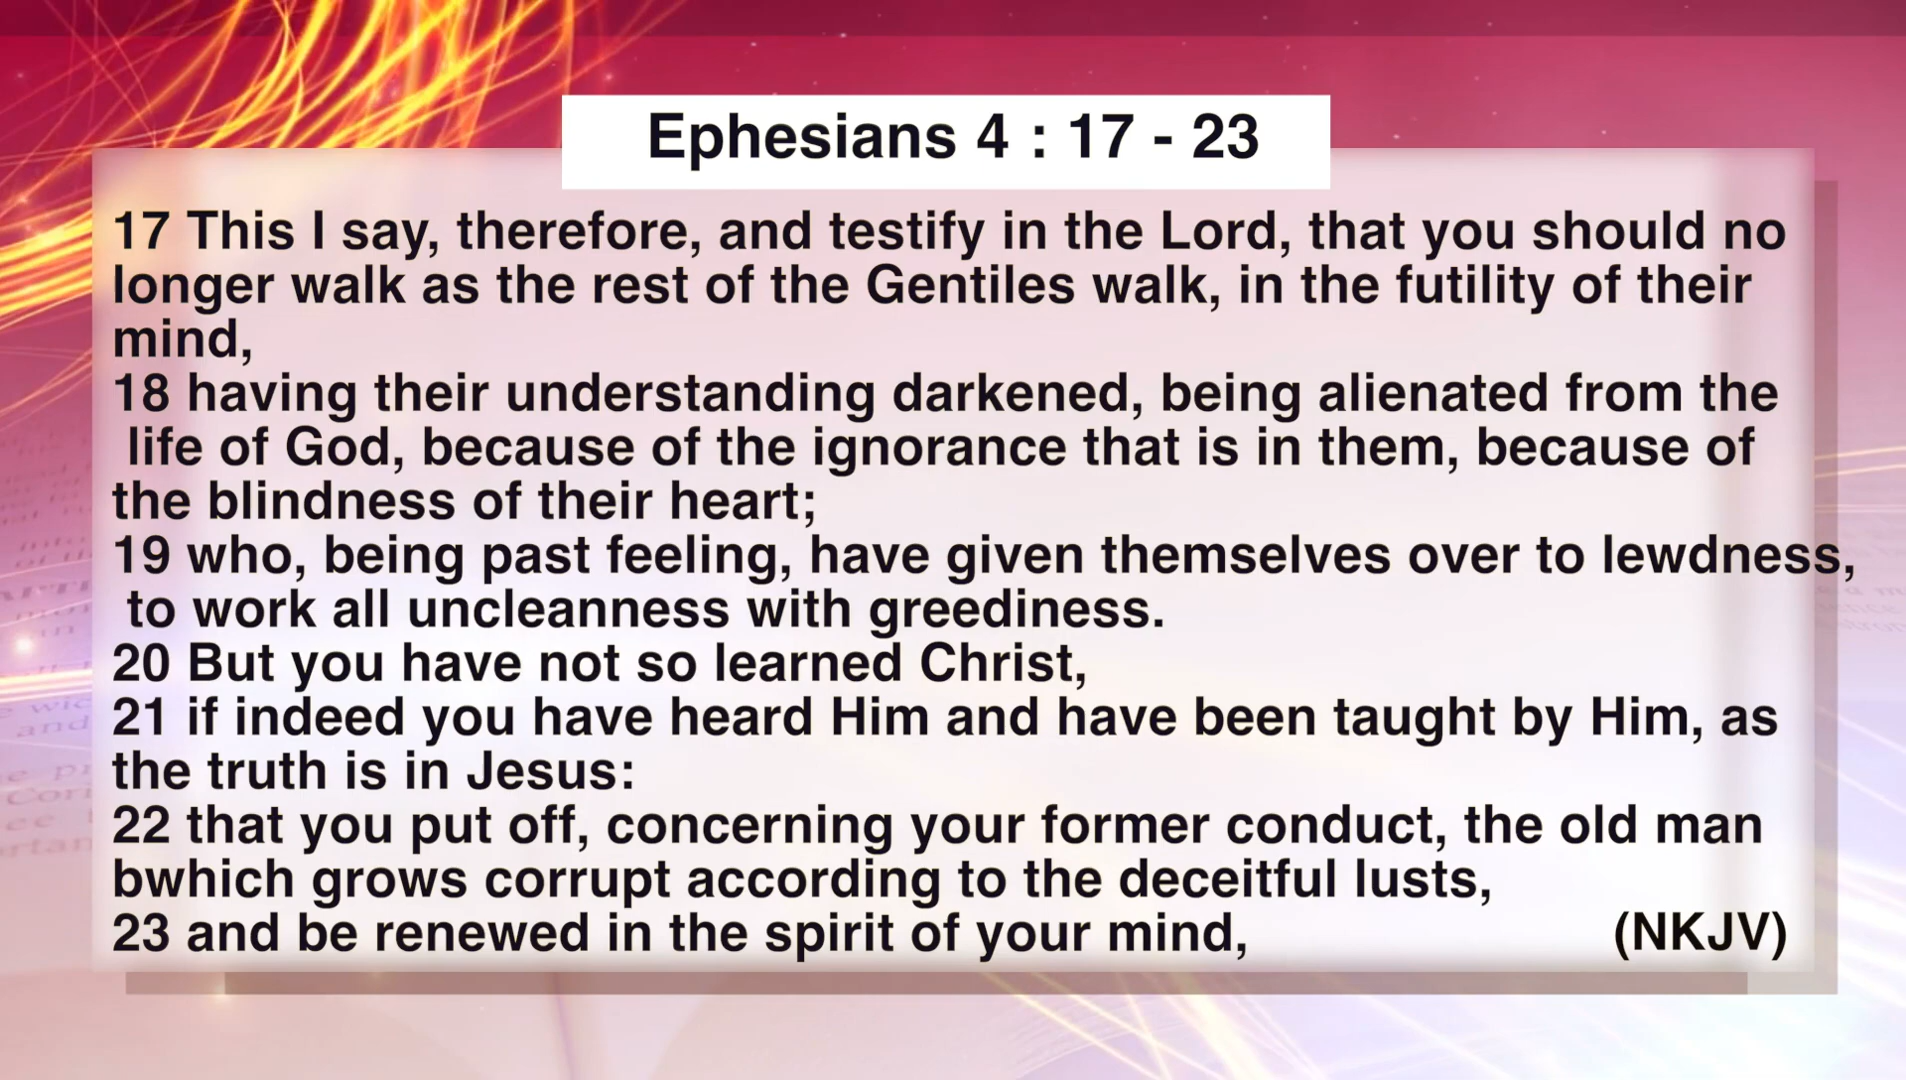 Ephesians 4 : 17 - 23
17 This I say, therefore, and testify in the Lord, that you should no
longer walk as the rest of the Gentiles walk, in the futility of their
mind,
18 having their understanding darkened, being alienated from the
life of God, because of the ignorance that is in them, because of
the blindness of their heart;
19 who, being past feeling, have given themselves over to lewdness,
to work all uncleanness with greediness.
20 But you have not so learned Christ,
21 if indeed you have heard Him and have been taught by Him, as
the truth is in Jesus:
22 that you put off, concerning your former conduct, the old man
bwhich grows corrupt according to the deceitful lusts,
23 and be renewed in the spirit of your mind, (NKJV)